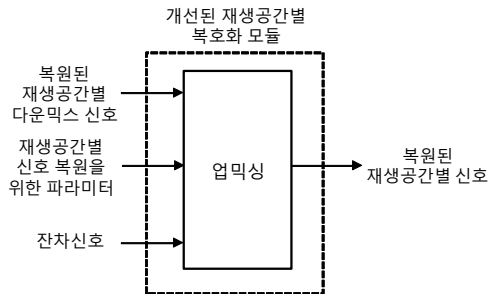 개선된 재생공간별
복호화 모듈
복원된
재생공간별
다운믹스 신호
재생공간별
신호 복원을
위한 파라미터
잔차신호
업믹싱
복원된
재생공간별 신호